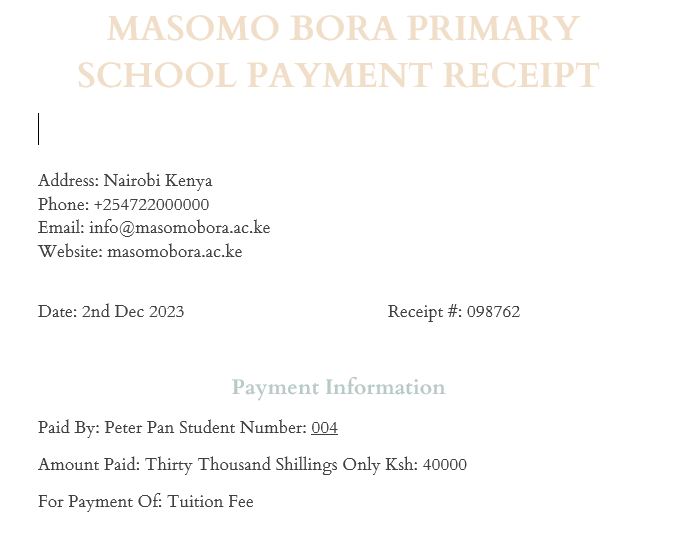 MASOMO BORA PRIMARY
SCHOOL PAYMENT RECEIPT
Address: Nairobi Kenya
Phone: +254722000000
Email: info@masomobora.ac.ke
Website: masomobora.ac.ke
Date: 2nd Dec 2023 Receipt #: 098762
Payment Information
Paid By: Peter Pan Student Number: 004
Amount Paid: Thirty Thousand Shillings Only Ksh: 40000
For Payment Of: Tuition Fee